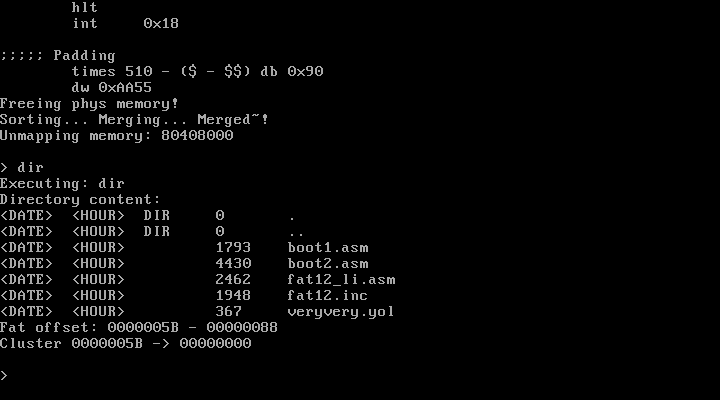 hlt
int 0x18
;;;;; Padding
times 510 - ($ - $$) db 0x90
dw 0xAA55
Freeing phys memory!
Sorting... Merging... Merged~!
Unmapping memory: 80408000
> dir
Executing: dir
Directory content:
<DATE> <HOUR> DIR 0 .
<DATE> <HOUR> DIR 0 ..
<DATE> <HOUR> 1793 boot1.asm
<DATE> <HOUR> 4430 boot2.asm
<DATE> <HOUR> 2462 fat12_li.asm
<DATE> <HOUR> 1948 fat12.inc
<DATE> <HOUR> 367 veryvery.yol
Fat offset: 0000005B - 00000088
Cluster 0000005B -> 00000000
>